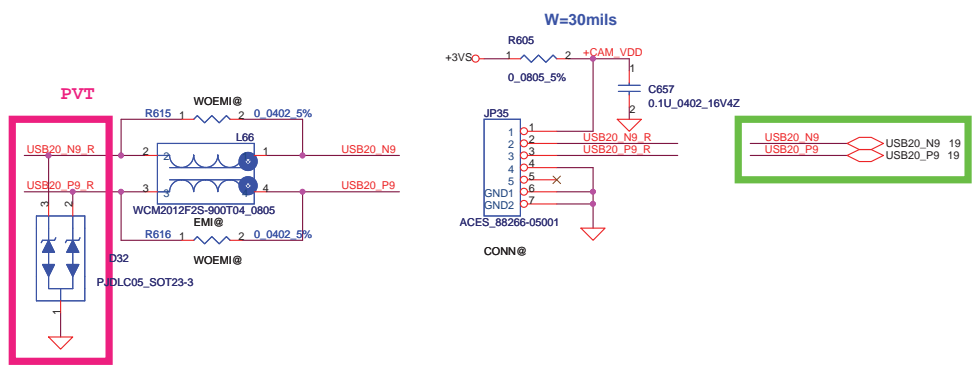 W=30mils
R605
+3VS 1 2 +CAM_VDD
0_0805_5%
1
C657
0.1U_0402_16V4Z
2
PVT
WOEMI@
R615 1 2 0_0402_5%
L66
USB20_N9_R 2 2 1 USB20_N9
USB20_P9_R 3 3 4 USB20_P9
WCM2012F2S-900T04_0805
EMI@
R616 1 2 0_0402_5%
WOEMI@
3 2
D32
PJDLC05_SOT23-3
1
JP35
1 1
2 2 USB20_N9_R
3 3 USB20_P9_R
4 4
5 5
GND1 6
GND2 7
ACES_88266-05001
CONN@
USB20_N9 USB20_N9 19
USB20_P9 USB20_P9 19